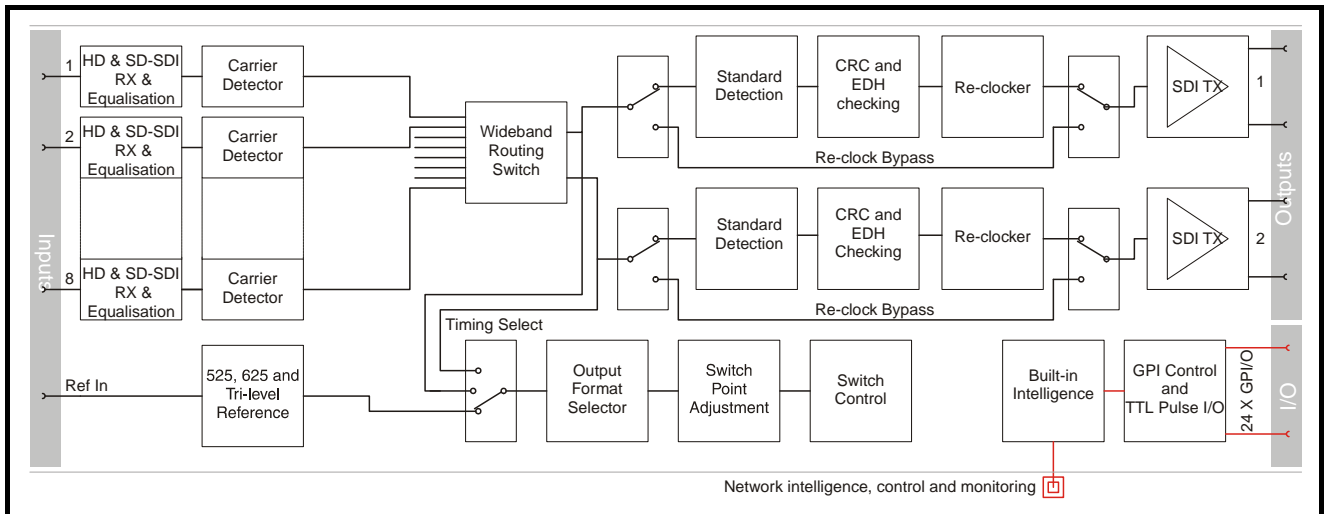 Inputs
1
HD & SD-SDI
RX &
Equalisation
Carrier
Detector
2
HD & SD-SDI
RX &
Equalisation
Carrier
Detector
8
HD & SD-SDI
RX &
Equalisation
Carrier
Detector
Wideband
Routing
Switch
Standard
Detection
CRC and
EDH
checking
Re-clocker
Re-clock Bypass
SDI TX
1
Standard
Detection
CRC and
EDH
Checking
Re-clocker
Re-clock Bypass
SDI TX
2
Outputs
Ref In
525, 625 and
Tri-level
Reference
Timing Select
Output
Format
Selector
Switch
Point
Adjustment
Switch
Control
Built-in
Intelligence
GPI Control
and
TTL Pulse I/O
24 X GPI/O
I/O
Network intelligence, control and monitoring